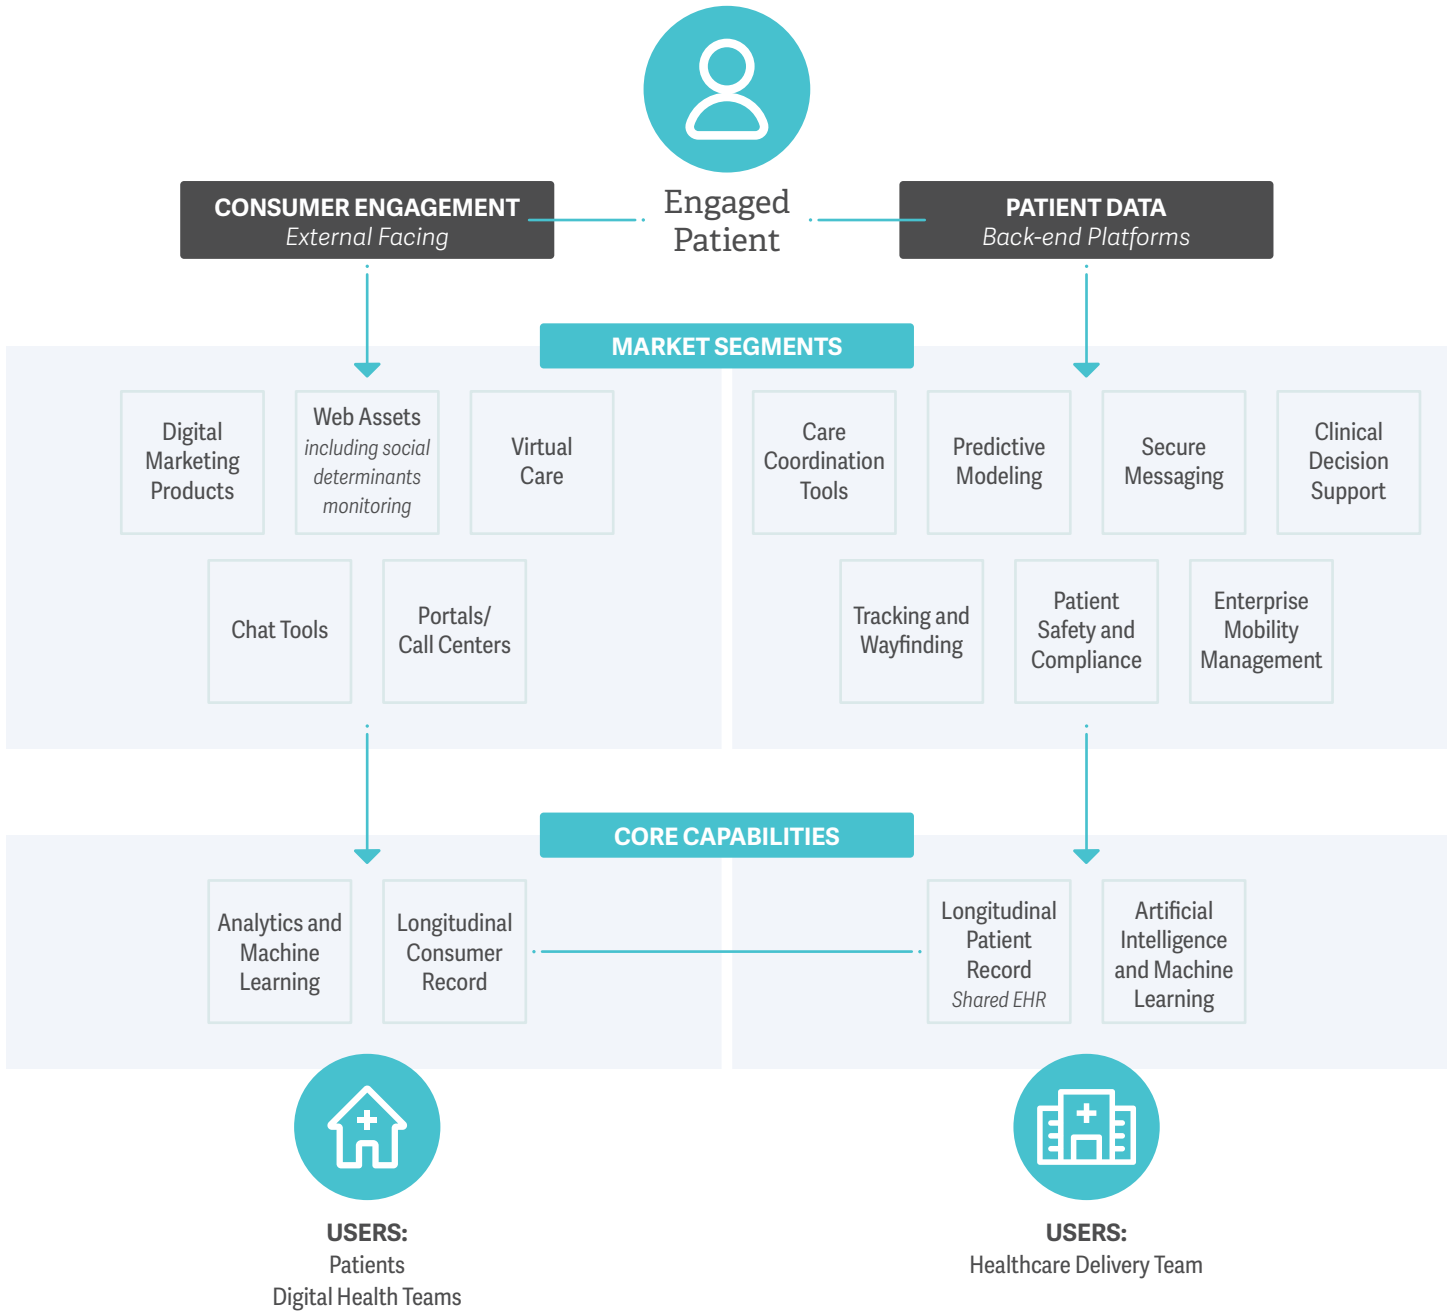 Engaged
Patient
CONSUMER ENGAGEMENT
External Facing
PATIENT DATA
Back-end Platforms
MARKET SEGMENTS
Digital
Marketing
Products
Web Assets
including social
determinants
monitoring
Virtual
Care
Chat Tools
Portals/
Call Centers
Care
Coordination
Tools
Predictive
Modeling
Secure
Messaging
Clinical
Decision
Support
Tracking and
Wayfinding
Patient
Safety and
Compliance
Enterprise
Mobility
Management
CORE CAPABILITIES
Analytics and
Machine
Learning
Longitudinal
Consumer
Record
Longitudinal
Patient
Record
Shared EHR
Artificial
Intelligence
and Machine
Learning
USERS:
Patients
Digital Health Teams
USERS:
Healthcare Delivery Team